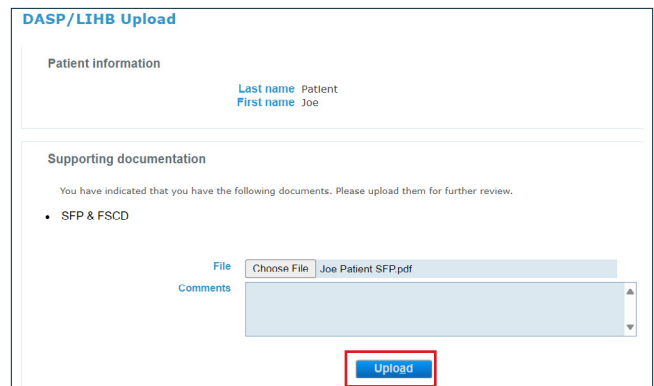 DASP/LIHB Upload
Patient information
Last name Patient
First name Joe
Supporting documentation
You have indicated that you have the following documents. Please upload them for further review.
• SFP & FSCD
File Choose File Joe Patient SFP.pdf
Comments
Upload